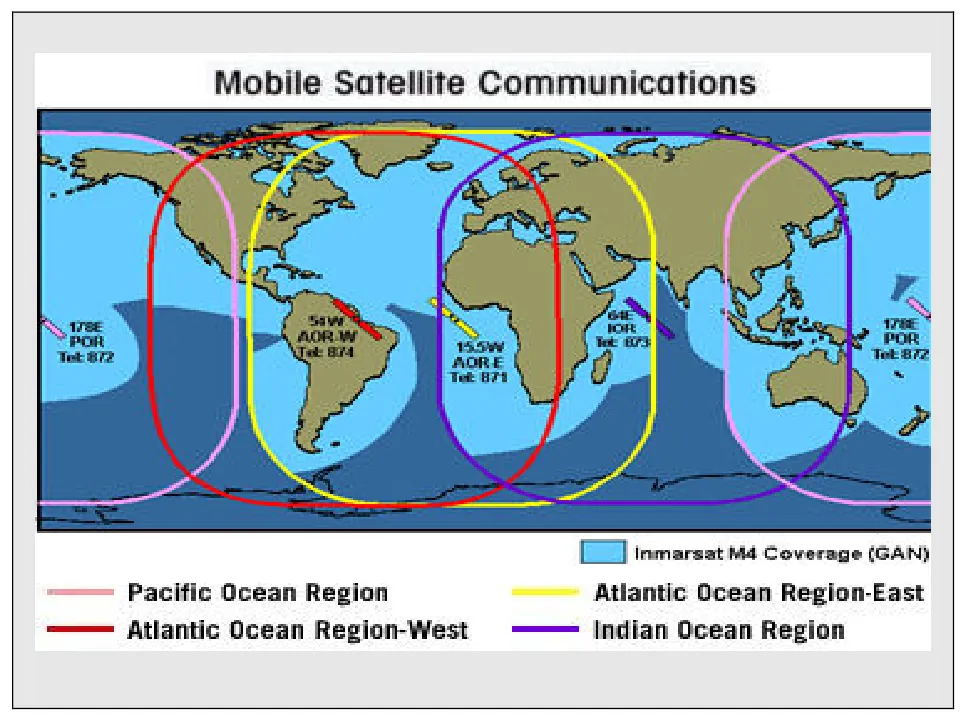 Mobile Satellite Communications
178E
POR
Tel: 872
54W
AOR-W
Tel: 874
15.5W
AOR-E
Tel: 871
64E
IOR
Tel: 873
178E
POR
Tel: 872
Inmarsat M4 Coverage (GAN)
Pacific Ocean Region
Atlantic Ocean Region-East
Atlantic Ocean Region-West
Indian Ocean Region